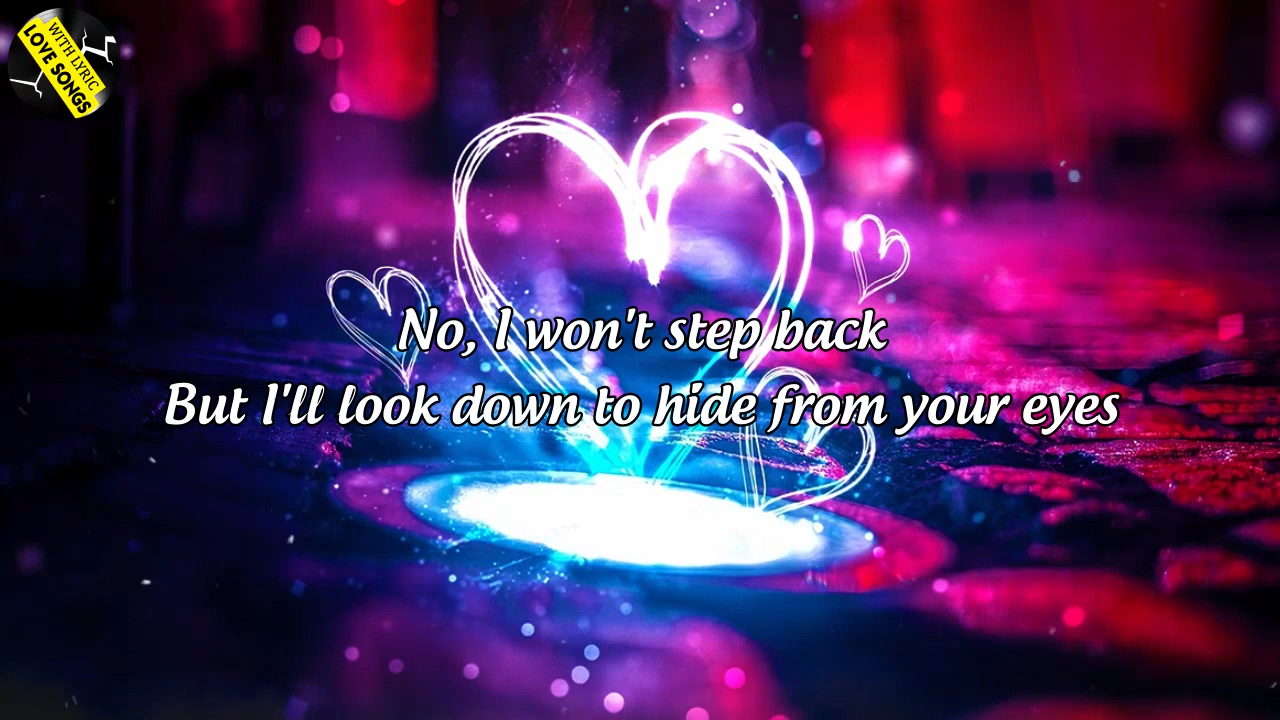 WITH LYRIC
LOVE SONGS
No, I won't step back
But I'll look down to hide from your eyes